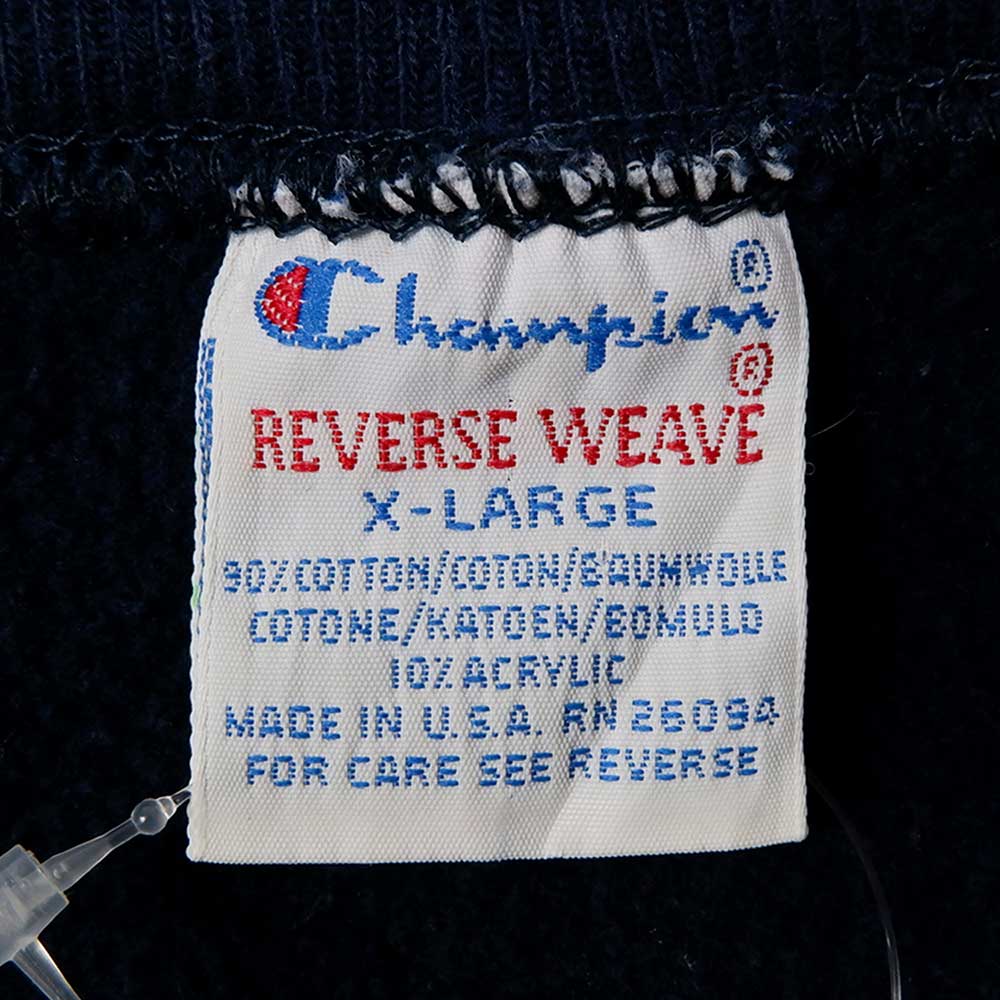 Champion®
REVERSE WEAVE®
X-LARGE
90% COTTON/COTON/BAUMWOLLE
COTONE/KATOEN/BOMULD
10% ACRYLIC
MADE IN U.S.A. RN 26094
FOR CARE SEE REVERSE